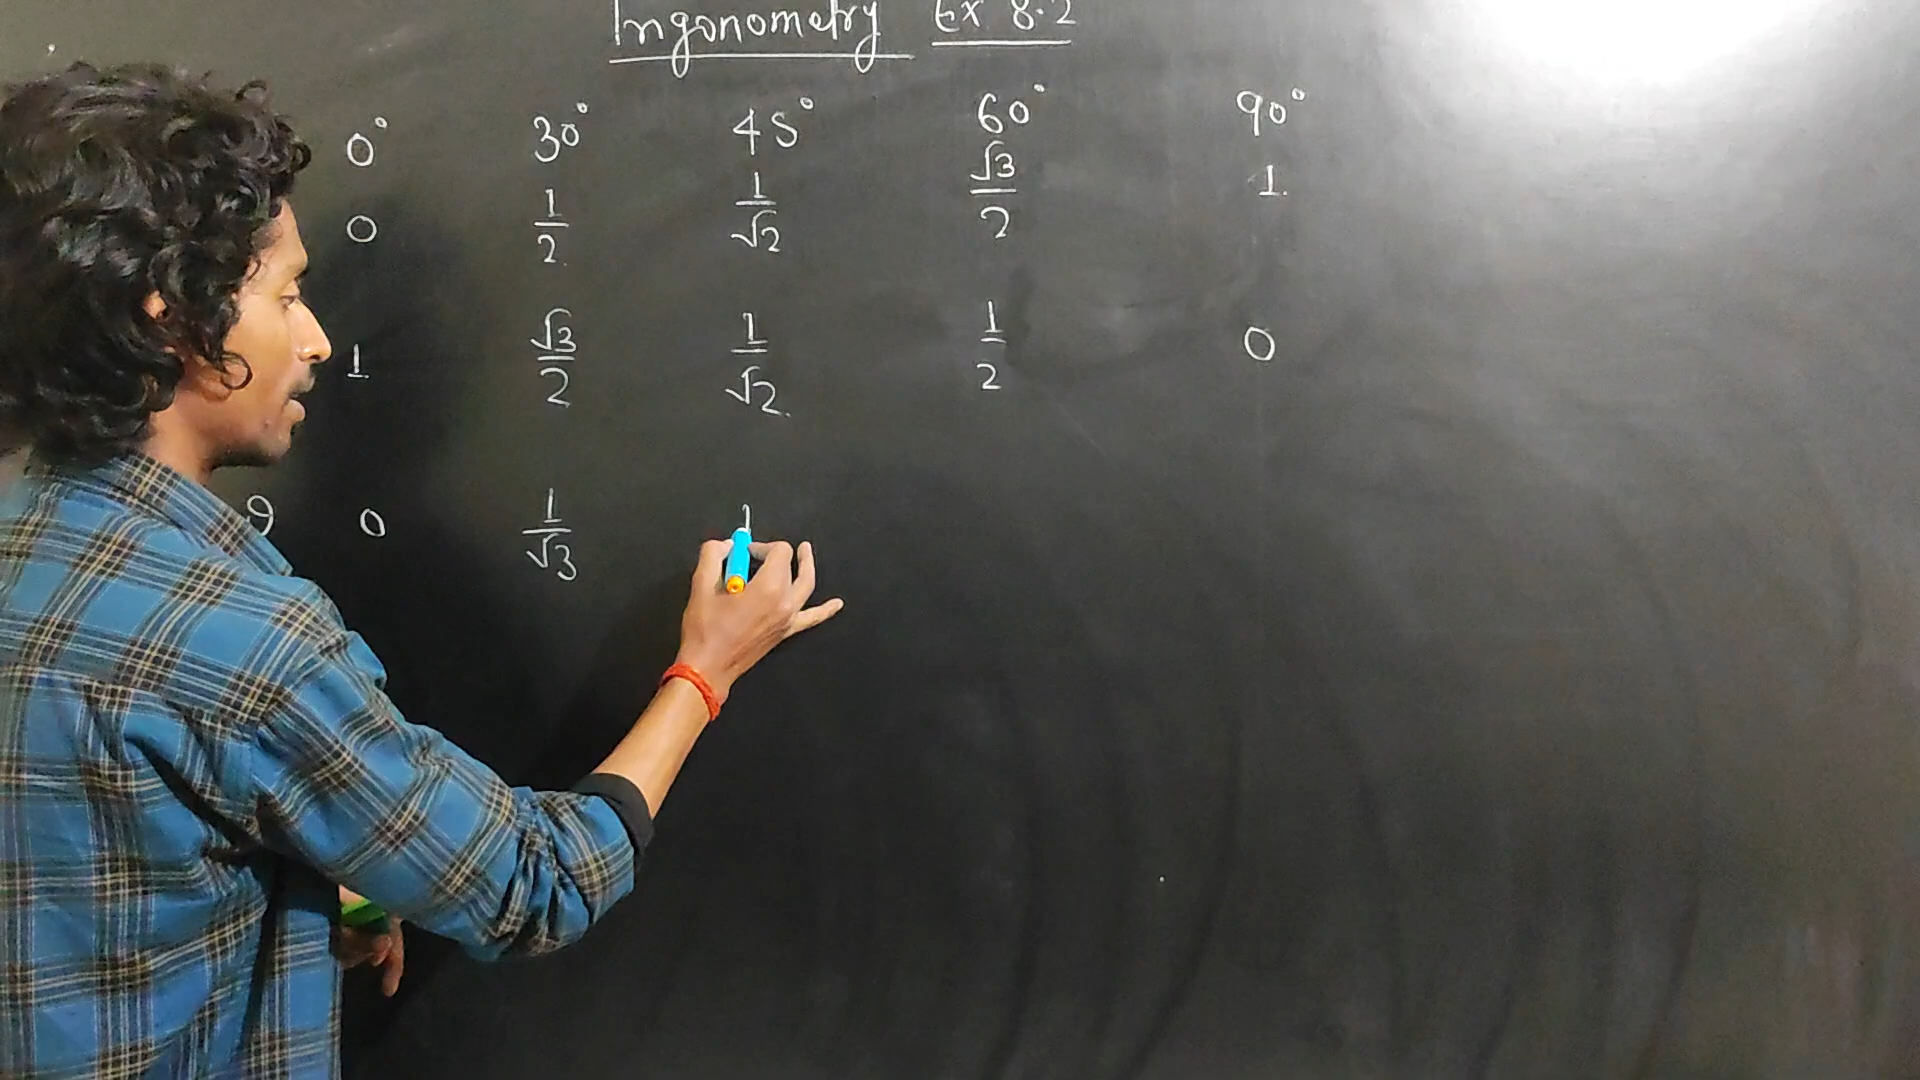 Trigonometry Ex 8.2
0° 30° 45° 60° 90°
0 1/2 1/√2 √3/2 1
1 √3/2 1/√2 1/2 0
θ 0 1/√3 1